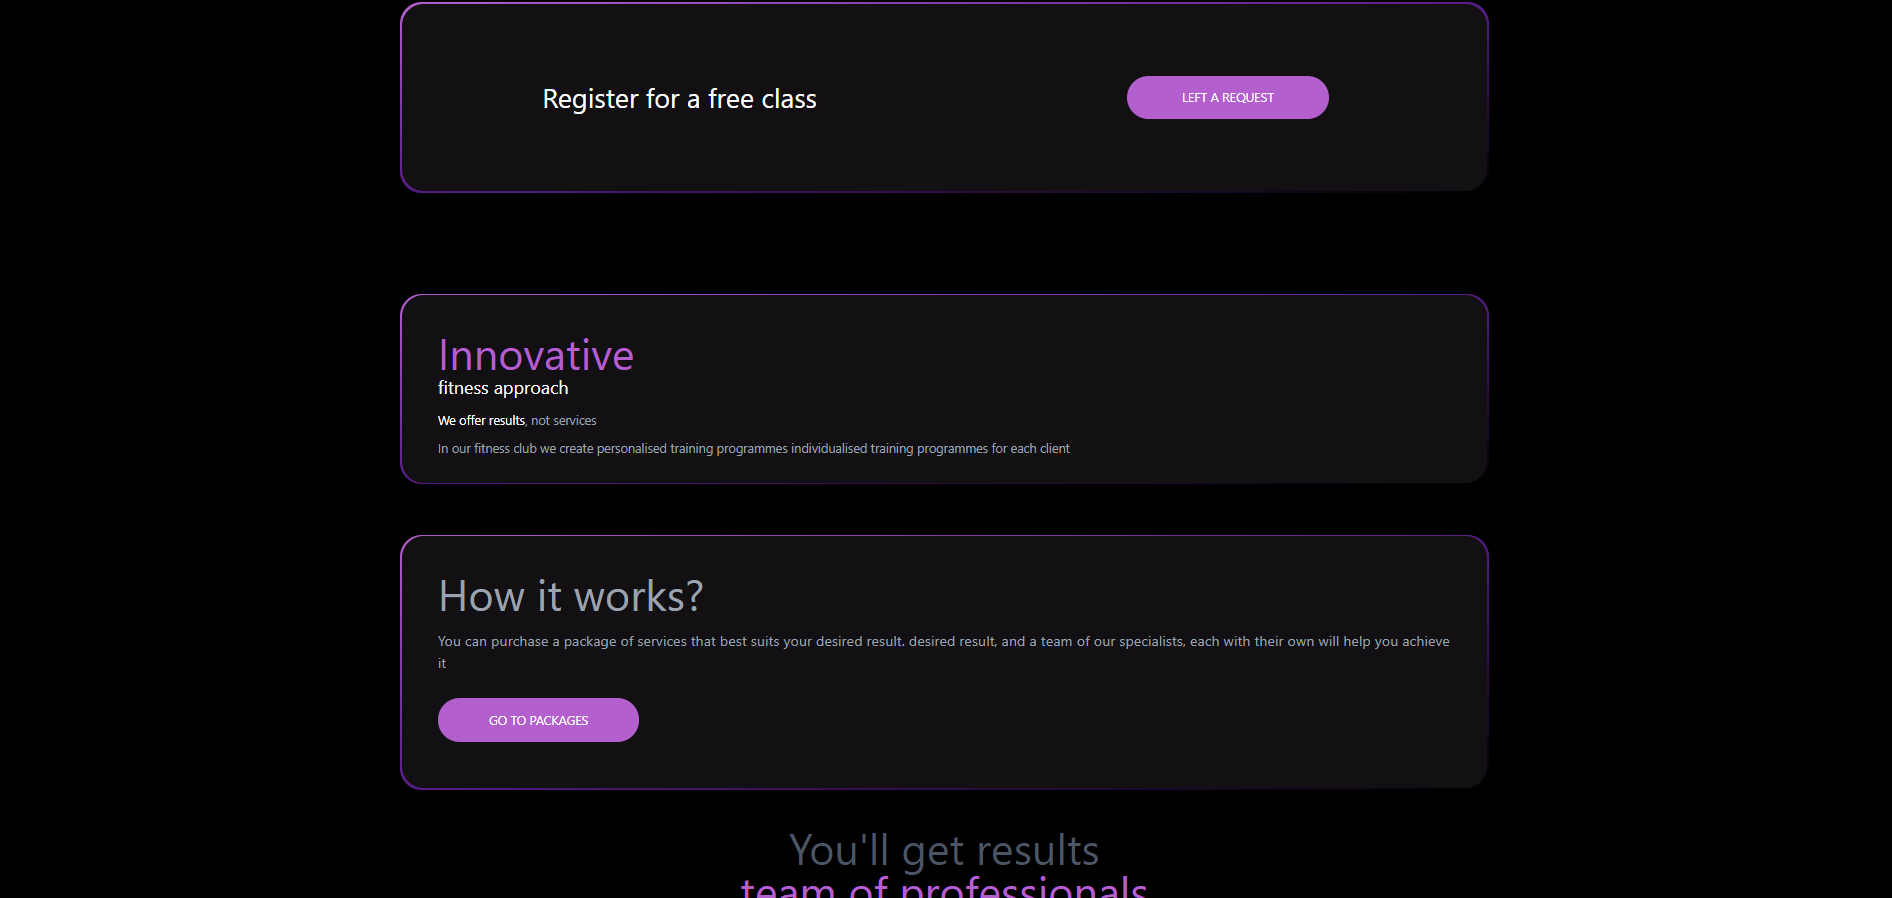 Register for a free class
LEFT A REQUEST
Innovative
fitness approach
We offer results, not services
In our fitness club we create personalised training programmes individualised training programmes for each client
How it works?
You can purchase a package of services that best suits your desired result. desired result, and a team of our specialists, each with their own will help you achieve
it
GO TO PACKAGES
You'll get results
team of professionals